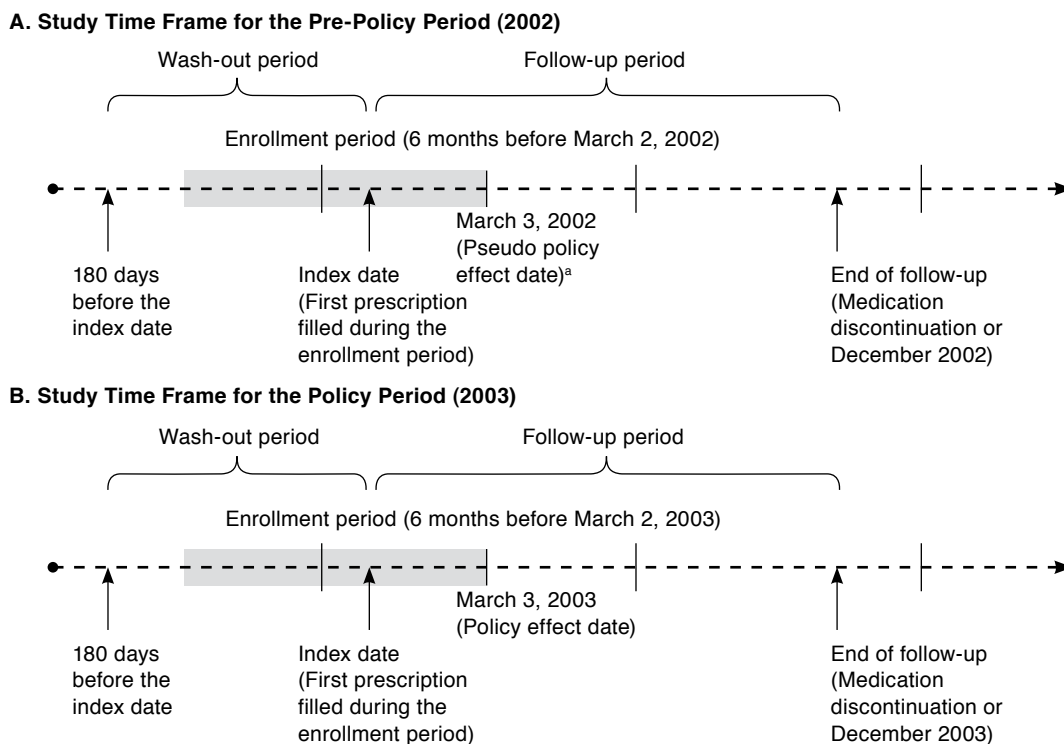 A. Study Time Frame for the Pre-Policy Period (2002)
Wash-out period
Follow-up period
Enrollment period (6 months before March 2, 2002)
March 3, 2002
(Pseudo policy
effect date)ᵃ
180 days
before the
index date
Index date
(First prescription
filled during the
enrollment period)
End of follow-up
(Medication
discontinuation or
December 2002)
B. Study Time Frame for the Policy Period (2003)
Wash-out period
Follow-up period
Enrollment period (6 months before March 2, 2003)
March 3, 2003
(Policy effect date)
180 days
before the
index date
Index date
(First prescription
filled during the
enrollment period)
End of follow-up
(Medication
discontinuation or
December 2003)